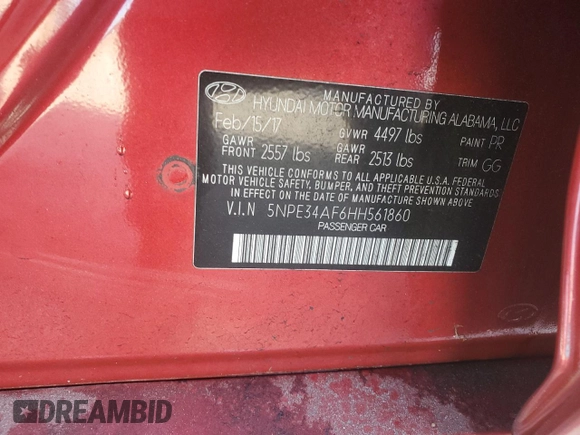 MANUFACTURED BY
HYUNDAI MOTOR MANUFACTURING ALABAMA, LLC
Feb/15/17 GVWR 4497 lbs PAINT PR
GAWR FRONT 2557 lbs GAWR REAR 2513 lbs TRIM GG
THIS VEHICLE CONFORMS TO ALL APPLICABLE U.S.A FEDERAL
MOTOR VEHICLE SAFETY, BUMPER, AND THEFT PREVENTION STANDARDS
IN EFFECT ON THE DATE OF MANUFACTURE SHOWN ABOVE
V.I.N 5NPE34AF6HH561860
PASSENGER CAR
DREAMBID